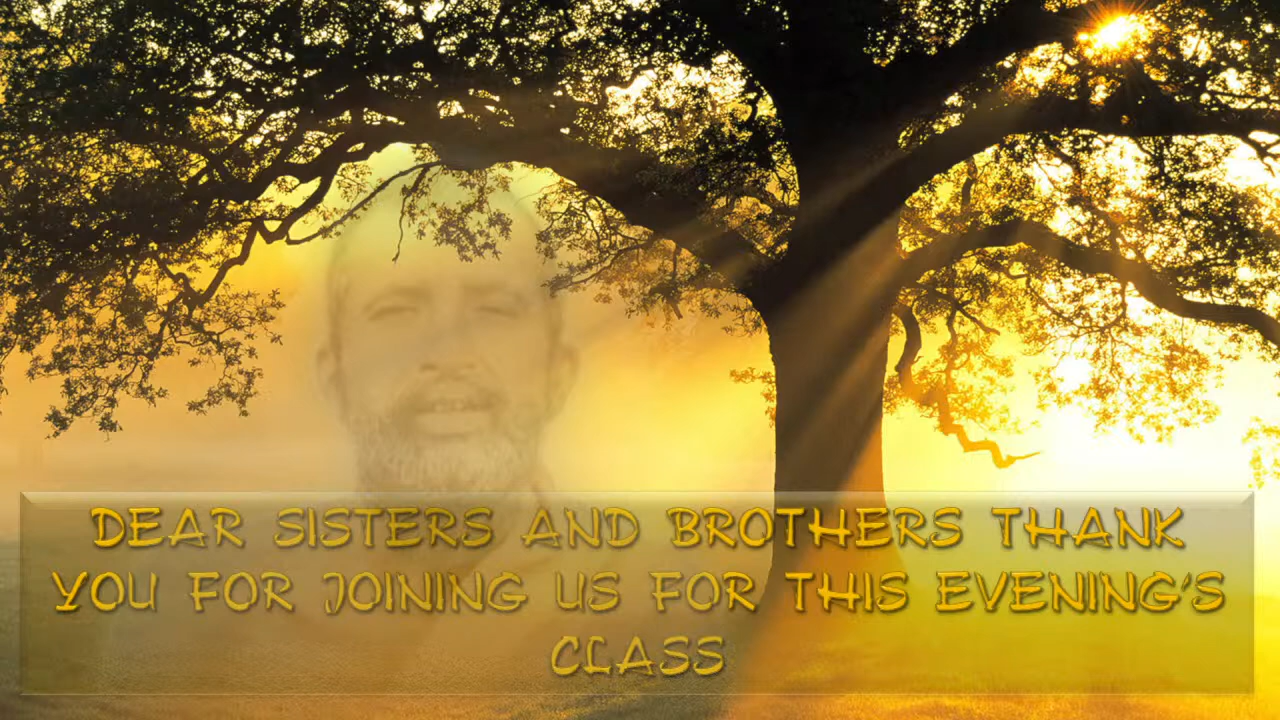 DEAR SISTERS AND BROTHERS THANK
YOU FOR JOINING US FOR THIS EVENING'S
CLASS